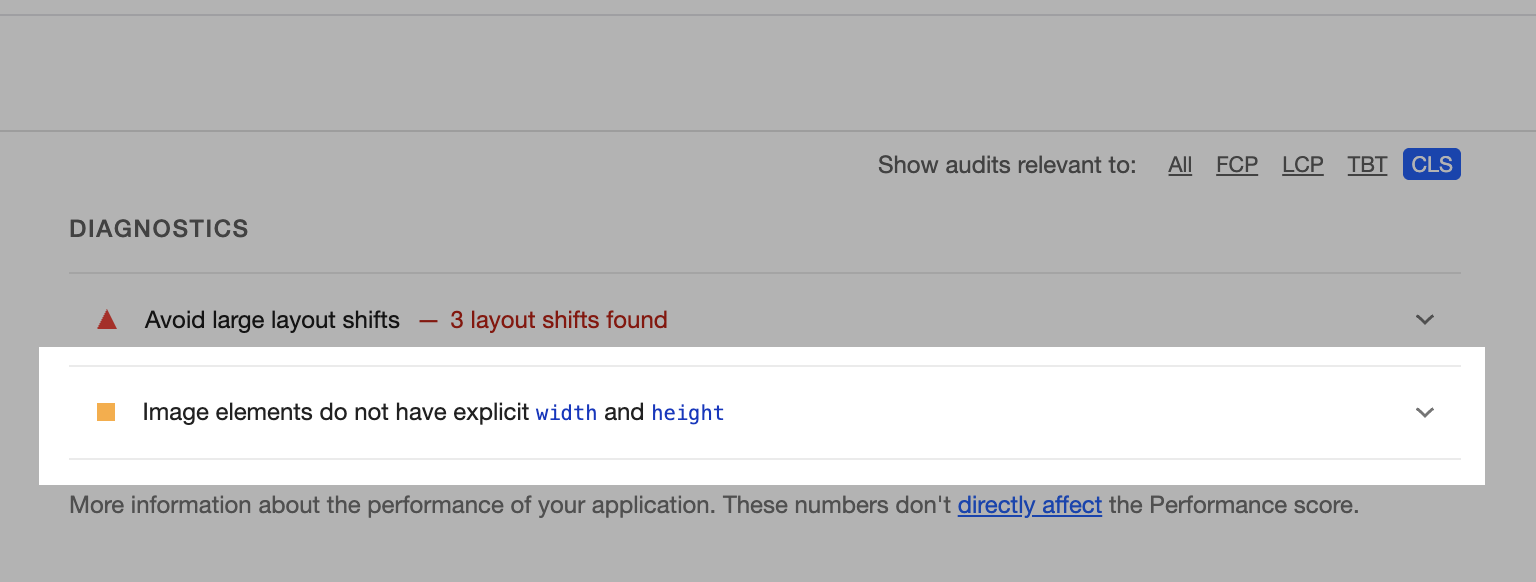 Show audits relevant to: All FCP LCP TBT CLS
DIAGNOSTICS
Avoid large layout shifts — 3 layout shifts found
Image elements do not have explicit width and height
More information about the performance of your application. These numbers don't directly affect the Performance score.